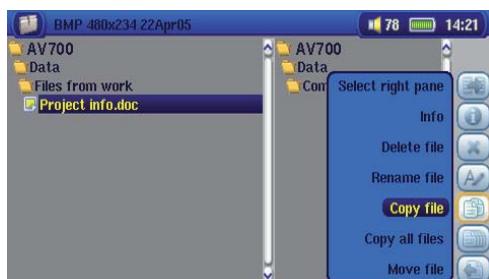 BMP 480x234 22Apr05 78 14:21
AV700
Data
Files from work
Project info.doc
AV700
Data
Select right pane
Info
Delete file
Rename file
Copy file
Copy all files
Move file